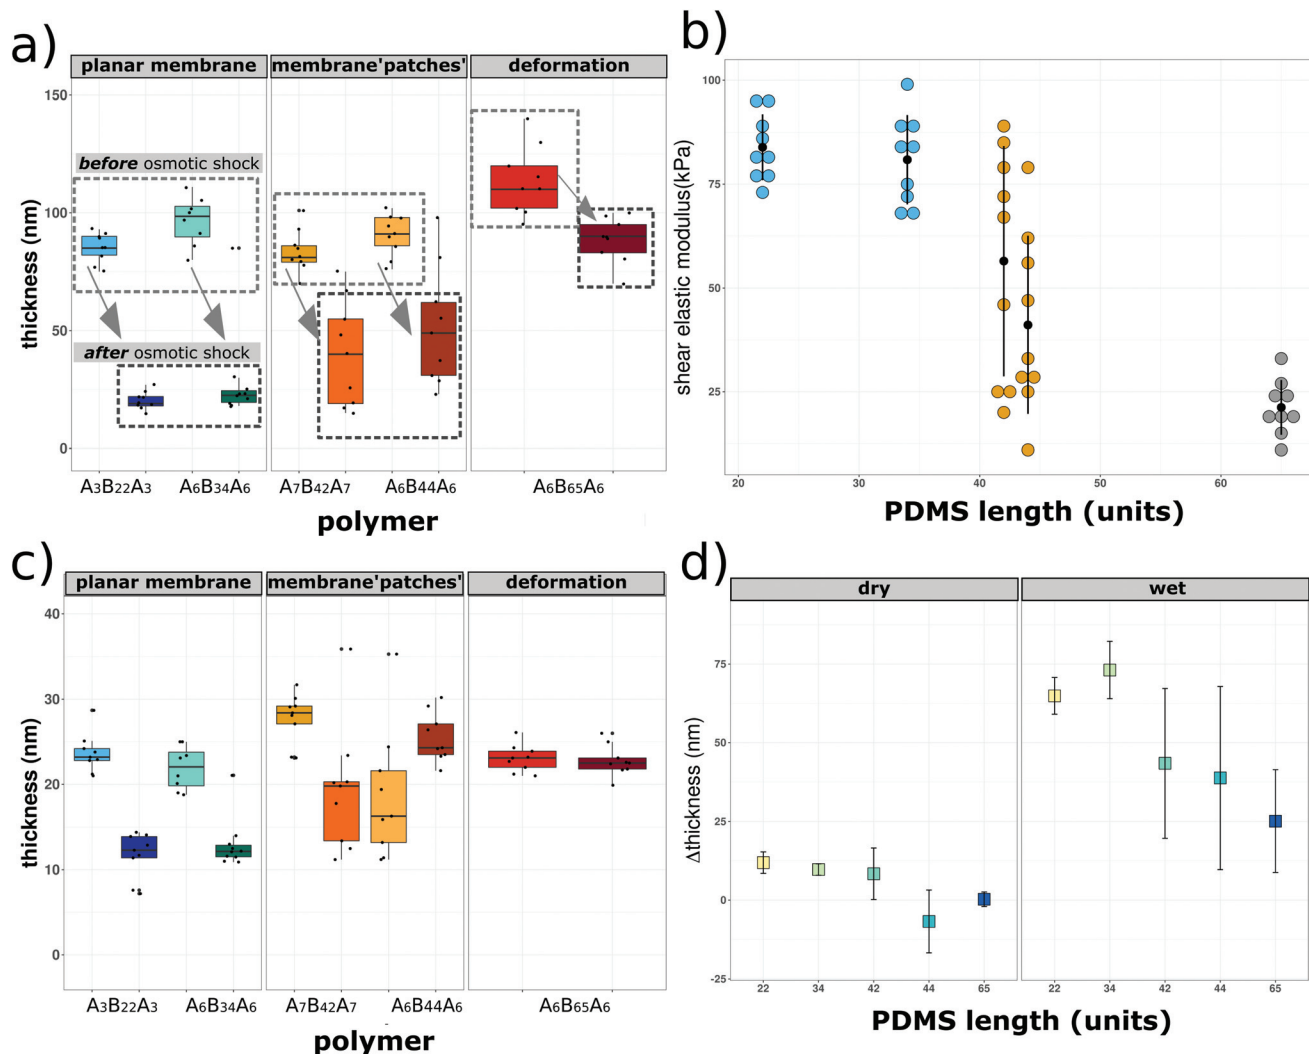 a)
planar membrane
membrane'patches'
deformation
150
100
50
0
thickness (nm)
before osmotic shock
after osmotic shock
A3B22A3
A6B34A6
A7B42A7
A6B44A6
A6B65A6
polymer
b)
100
75
50
25
shear elastic modulus(kPa)
20
30
40
50
60
PDMS length (units)
c)
planar membrane
membrane'patches'
deformation
40
30
20
10
0
thickness (nm)
A3B22A3
A6B34A6
A7B42A7
A6B44A6
A6B65A6
polymer
d)
dry
wet
75
50
25
0
-25
Δthickness (nm)
22
34
42
44
65
22
34
42
44
65
PDMS length (units)